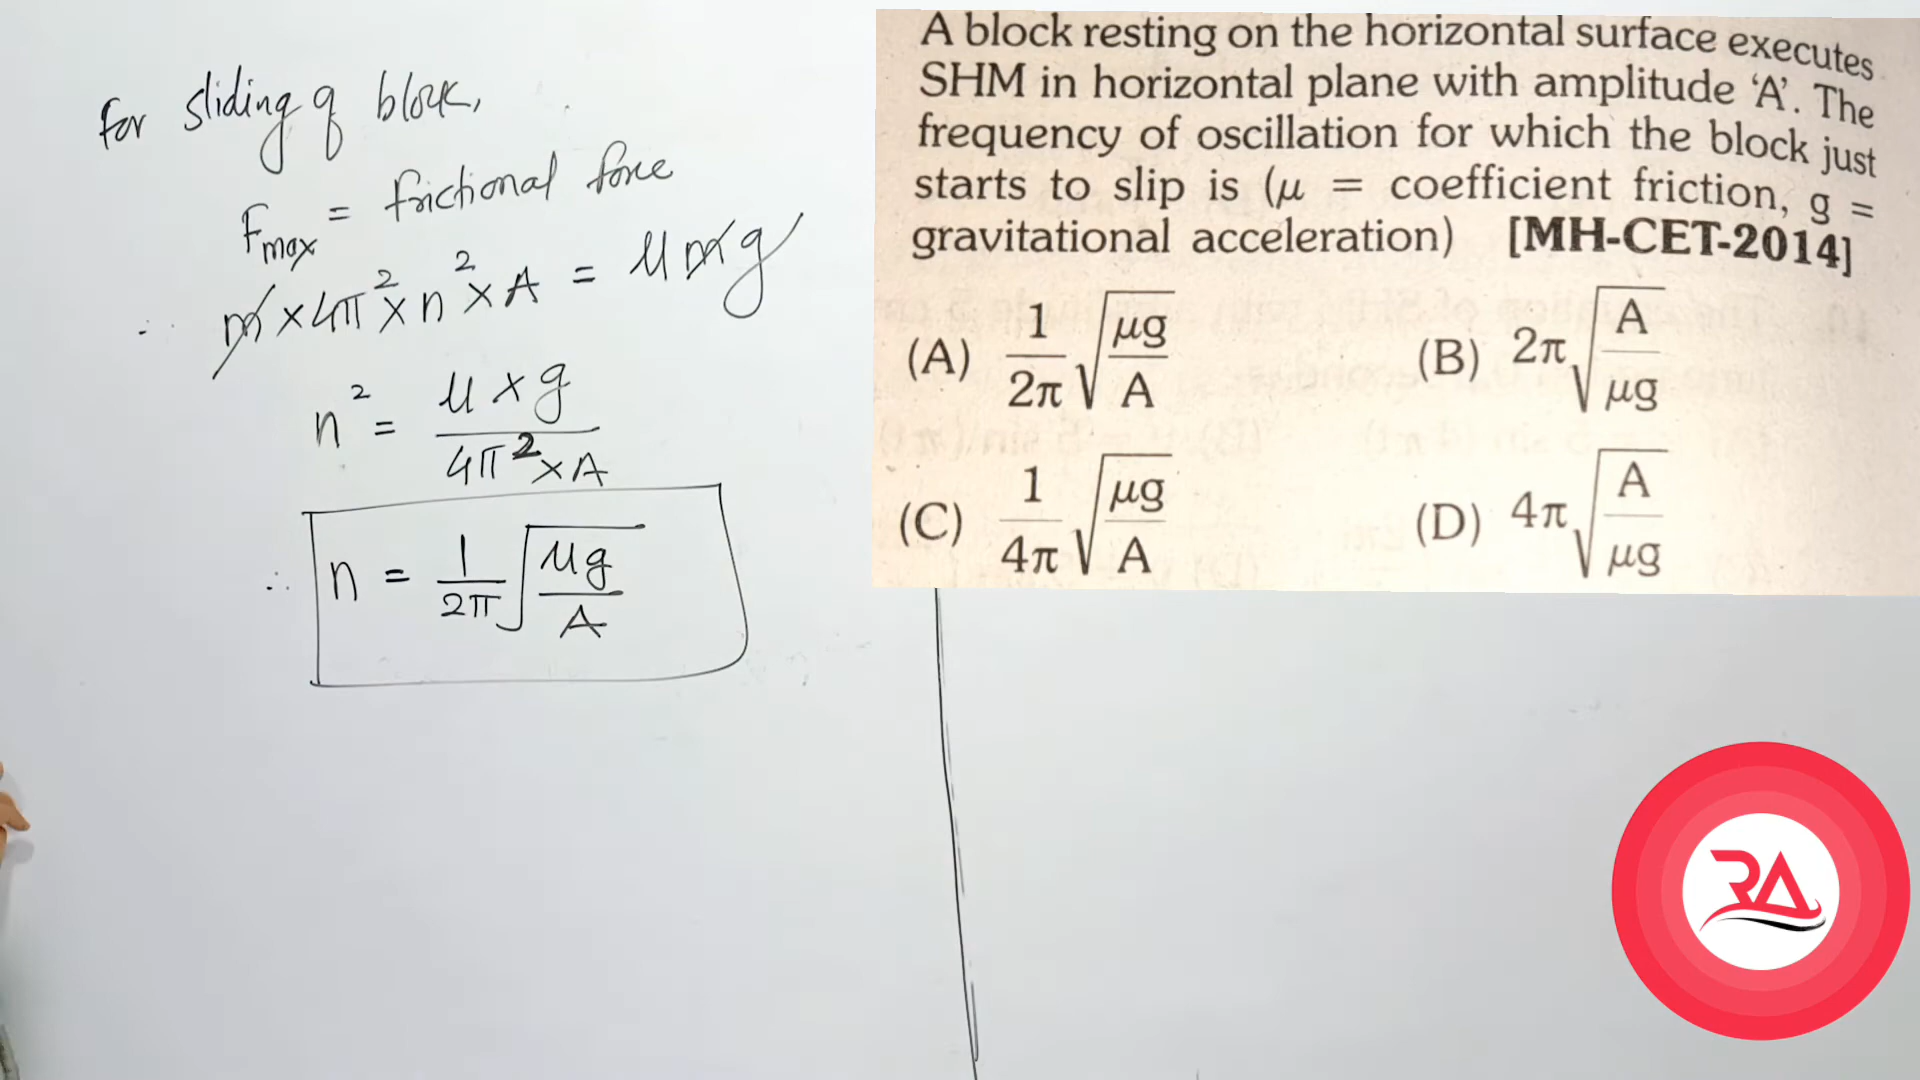 for sliding of block,
Fmax = frictional force
∴ m × 4π² × n² × A = μ m g
n² = μ × g / 4π² × A
∴ n = 1/2π √μg/A
A block resting on the horizontal surface executes
SHM in horizontal plane with amplitude ‘A’. The
frequency of oscillation for which the block just
starts to slip is (μ = coefficient friction, g =
gravitational acceleration) [MH-CET-2014]
(A) 1/2π √μg/A (B) 2π √A/μg
(C) 1/4π √μg/A (D) 4π √A/μg
RA